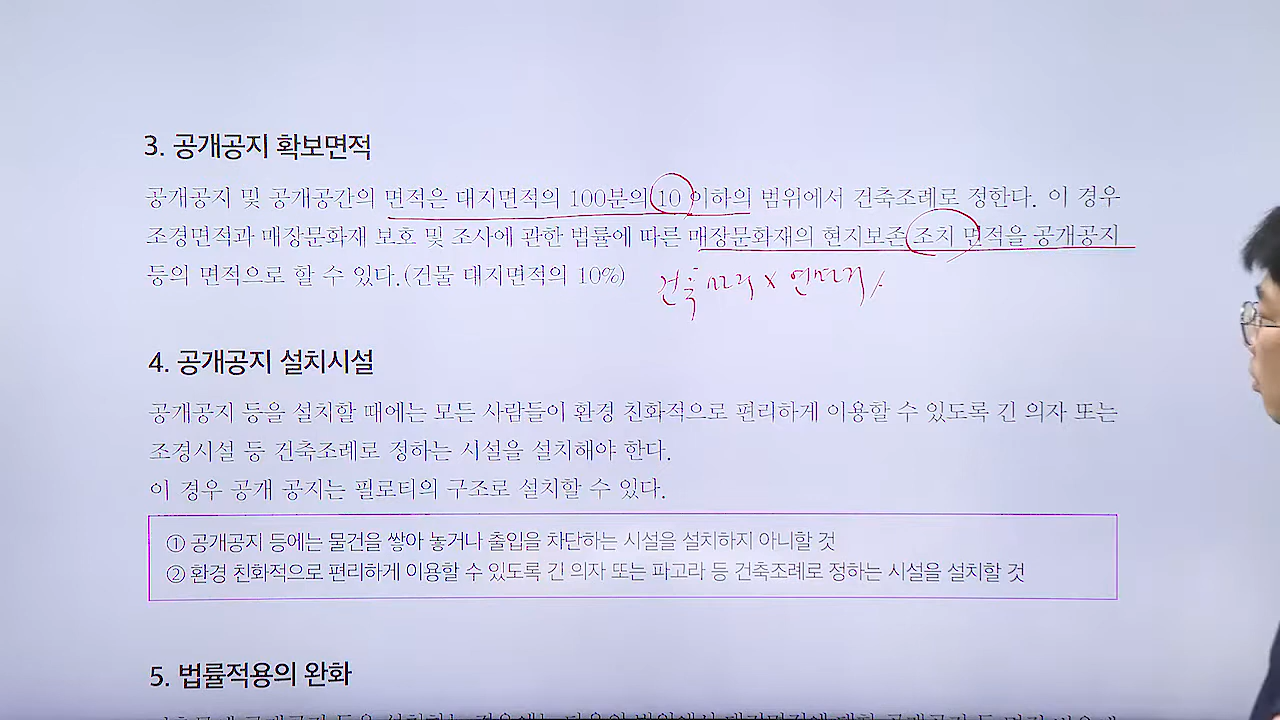 3. 공개공지 확보면적
공개공지 및 공개공간의 면적은 대지면적의 100분의 10 이하의 범위에서 건축조례로 정한다. 이 경우
조경면적과 매장문화재 보호 및 조사에 관한 법률에 따른 매장문화재의 현지보존 조치 면적을 공개공지
등의 면적으로 할 수 있다.(건물 대지면적의 10%)
건축
4. 공개공지 설치시설
공개공지 등을 설치할 때에는 모든 사람들이 환경 친화적으로 편리하게 이용할 수 있도록 긴 의자 또는
조경시설 등 건축조례로 정하는 시설을 설치해야 한다.
이 경우 공개 공지는 필로티의 구조로 설치할 수 있다.
① 공개공지 등에는 물건을 쌓아 놓거나 출입을 차단하는 시설을 설치하지 아니할 것
② 환경 친화적으로 편리하게 이용할 수 있도록 긴 의자 또는 파고라 등 건축조례로 정하는 시설을 설치할 것
5. 법률적용의 완화